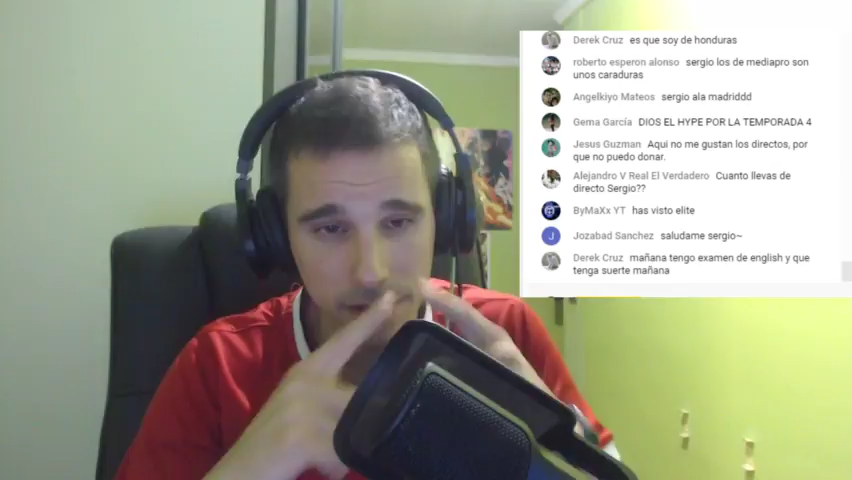 Derek Cruz es que soy de honduras
roberto esperon alonso sergio los de mediapro son
unos caraduras
Angelkiyo Mateos sergio ala madriddd
Gema García DIOS EL HYPE POR LA TEMPORADA 4
Jesus Guzman Aqui no me gustan los directos, por
que no puedo donar.
Alejandro V Real El Verdadero Cuanto llevas de
directo Sergio??
ByMaXx YT has visto elite
J Jozabad Sanchez saludame sergio~
Derek Cruz mañana tengo examen de english y que
tenga suerte mañana